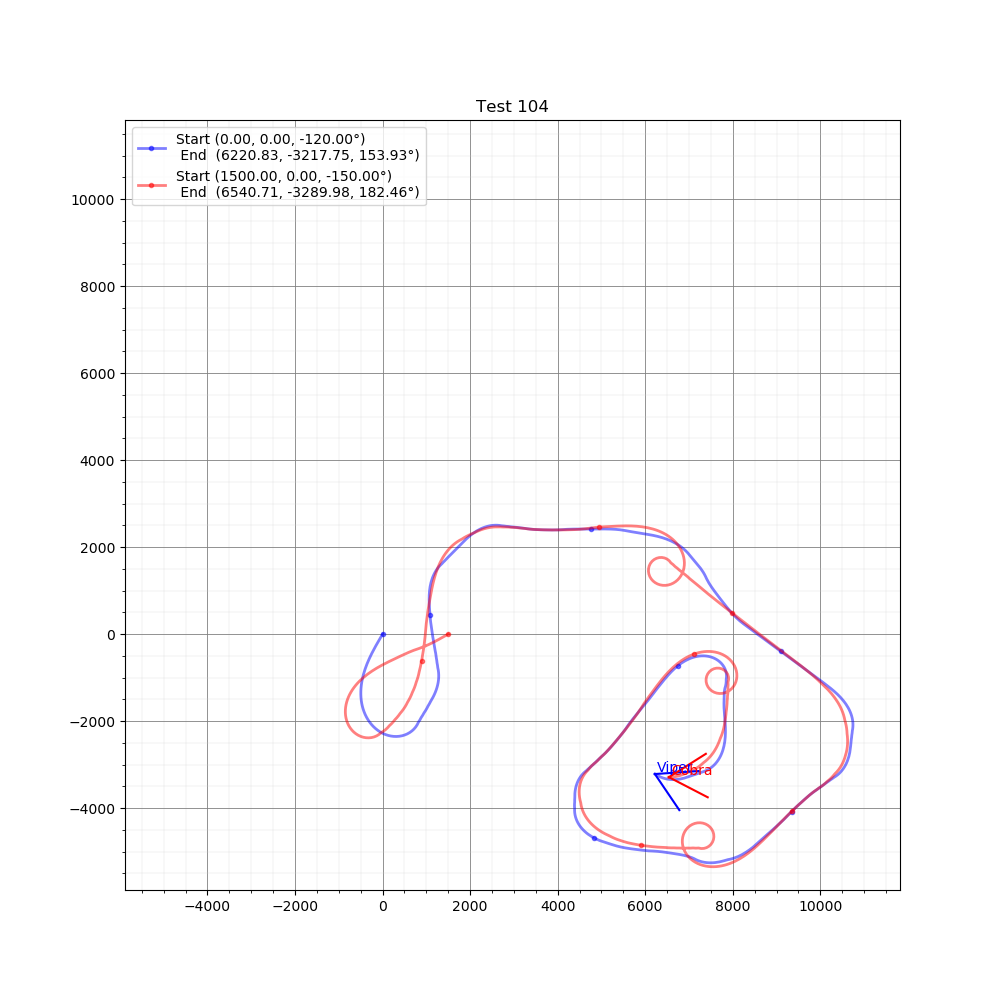 Test 104
Start (0.00, 0.00, -120.00°)
End (6220.83, -3217.75, 153.93°)
Start (1500.00, 0.00, -150.00°)
End (6540.71, -3289.98, 182.46°)
10000
8000
6000
4000
2000
0
−2000
−4000
Viper
−4000 −2000 0 2000 4000 6000 8000 10000